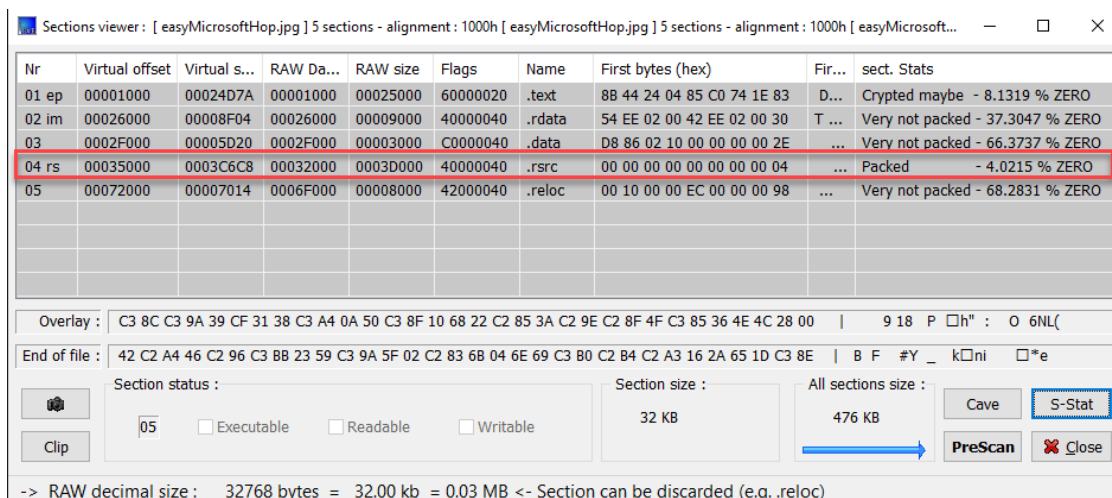 Sections viewer : [ easyMicrosoftHop.jpg ] 5 sections - alignment : 1000h [ easyMicrosoftHop.jpg ] 5 sections - alignment : 1000h [ easyMicrosoft...
Nr Virtual offset Virtual s... RAW Da... RAW size Flags Name First bytes (hex) Fir... sect. Stats
01 ep 00001000 00024D7A 00001000 00025000 60000020 .text 8B 44 24 04 85 C0 74 1E 83 D... Crypted maybe - 8.1319 % ZERO
02 im 00026000 00008F04 00026000 00009000 40000040 .rdata 54 EE 02 00 42 EE 02 00 30 T ... Very not packed - 37.3047 % ZERO
03 0002F000 00005D20 0002F000 00003000 C0000040 .data D8 86 02 10 00 00 00 00 2E ... Very not packed - 66.3737 % ZERO
04 rs 00035000 0003C6C8 00032000 0003D000 40000040 .rsrc 00 00 00 00 00 00 00 00 04 ... Packed - 4.0215 % ZERO
05 00072000 00007014 0006F000 00008000 42000040 .reloc 00 10 00 00 EC 00 00 00 98 ... Very not packed - 68.2831 % ZERO
Overlay : C3 8C C3 9A 39 CF 31 38 C3 A4 0A 50 C3 8F 10 68 22 C2 85 3A C2 9E C2 8F 4F C3 85 36 4E 4C 28 00 | 9 18 P □h" : O 6NL(
End of file : 42 C2 A4 46 C2 96 C3 BB 23 59 C3 9A 5F 02 C2 83 6B 04 6E 69 C3 B0 C2 B4 C2 A3 16 2A 65 1D C3 8E | B F #Y _ k□ni □*e
Section status :
Section size :
All sections size :
05 Executable Readable Writable
32 KB
476 KB
Cave S-Stat
Clip
PreScan Close
-> RAW decimal size : 32768 bytes = 32.00 kb = 0.03 MB <- Section can be discarded (e.g. .reloc)